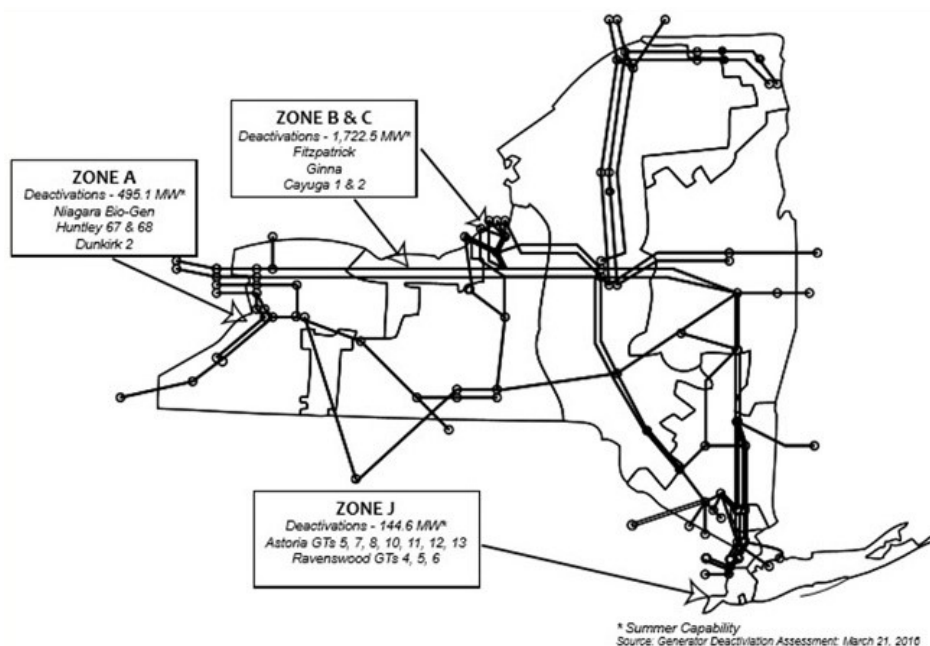 ZONE B & C
Deactivations - 1,722.5 MW*
Fitzpatrick
Ginna
Cayuga 1 & 2
ZONE A
Deactivations - 495.1 MW*
Niagara Bio-Gen
Huntley 67 & 68
Dunkirk 2
ZONE J
Deactivations - 144.6 MW*
Astoria GTs 5, 7, 8, 10, 11, 12, 13
Ravenswood GTs 4, 5, 6
* Summer Capability
Source: Generator Deactiviation Assessment: March 21, 2016